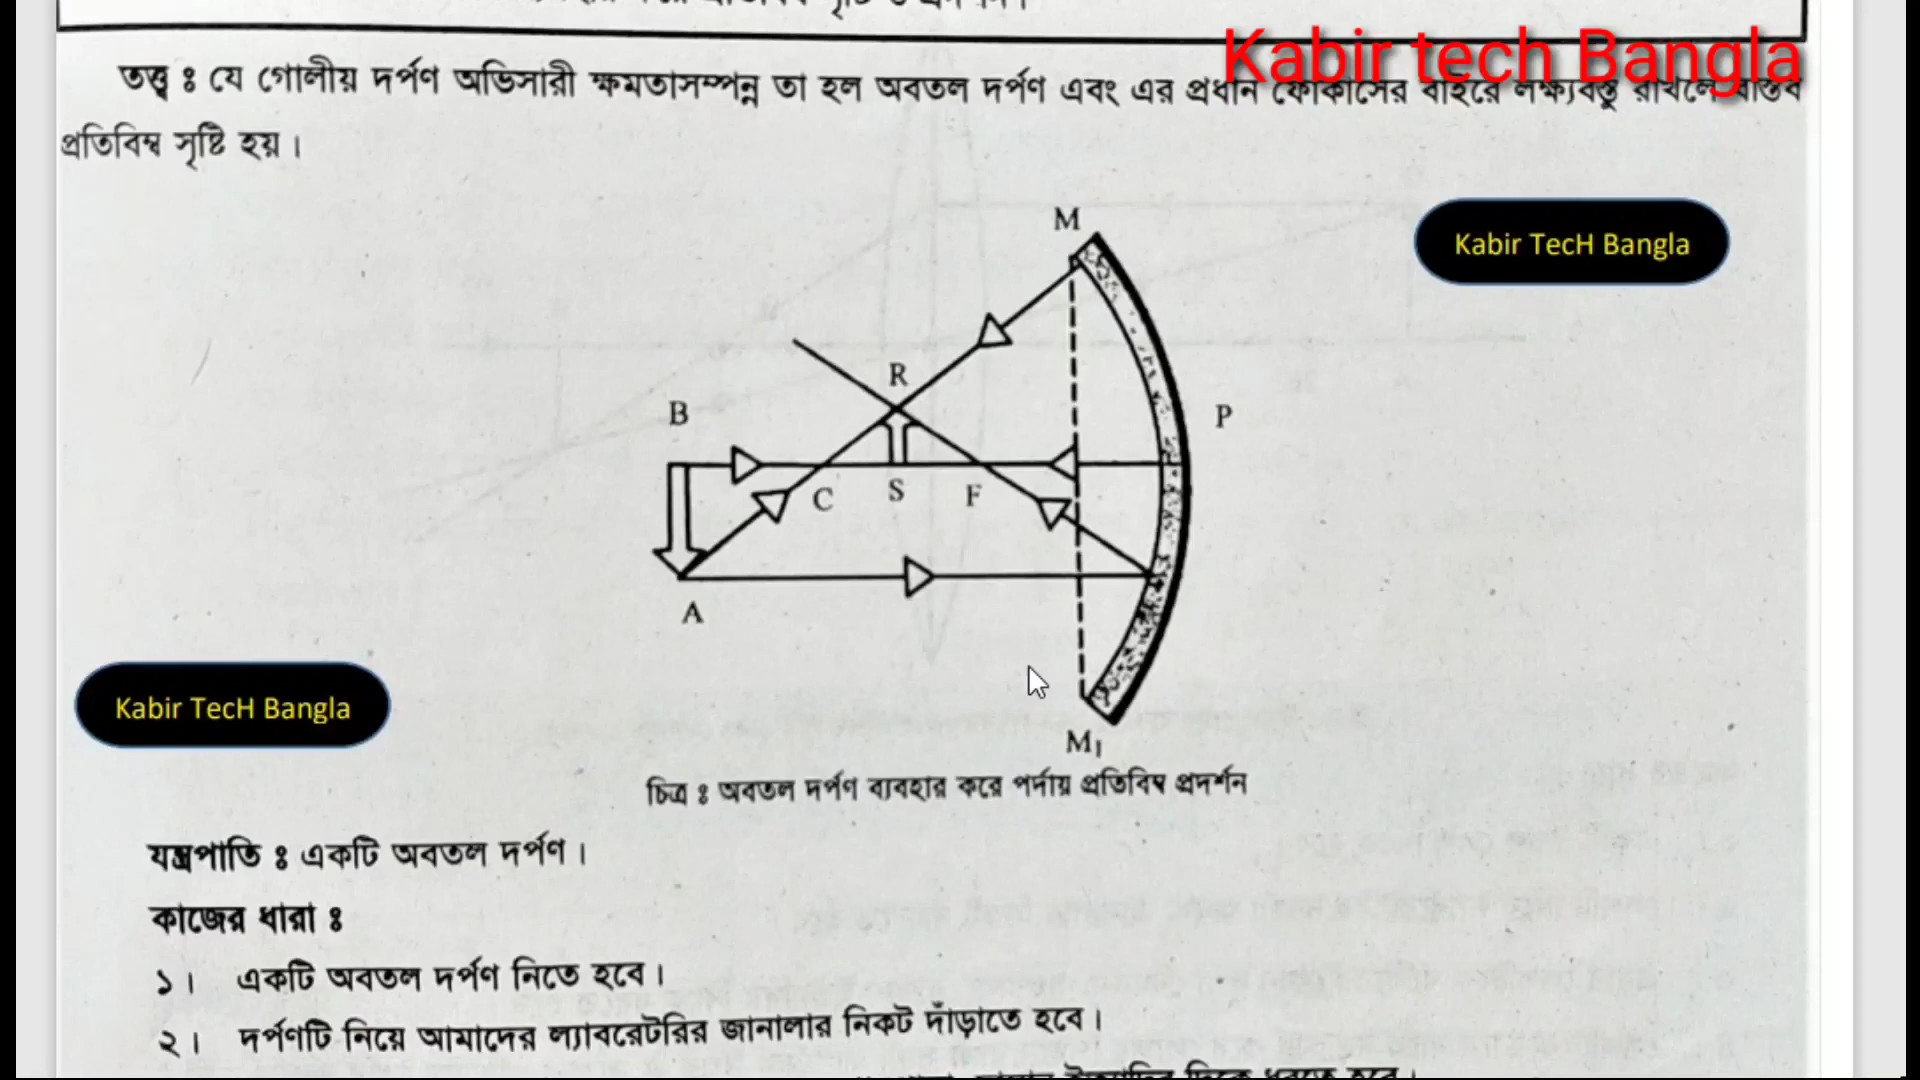 Kabir tech Bangla
তত্ত্ব ঃ যে গোলীয় দর্পণ অভিসারী ক্ষমতাসম্পন্ন তা হল অবতল দর্পণ এবং এর প্রধান ফোকাসের বাইরে লক্ষ্যবস্তু রাখলে বাস্তব
প্রতিবিম্ব সৃষ্টি হয়।
M
Kabir TecH Bangla
R
B
P
C S F
A
Kabir TecH Bangla
M₁
চিত্র ঃ অবতল দর্পণ ব্যবহার করে পর্দায় প্রতিবিম্ব প্রদর্শন
যন্ত্রপাতি ঃ একটি অবতল দর্পণ।
কাজের ধারা ঃ
১। একটি অবতল দর্পণ নিতে হবে।
২। দর্পণটি নিয়ে আমাদের ল্যাবরেটরির জানালার নিকট দাঁড়াতে হবে।